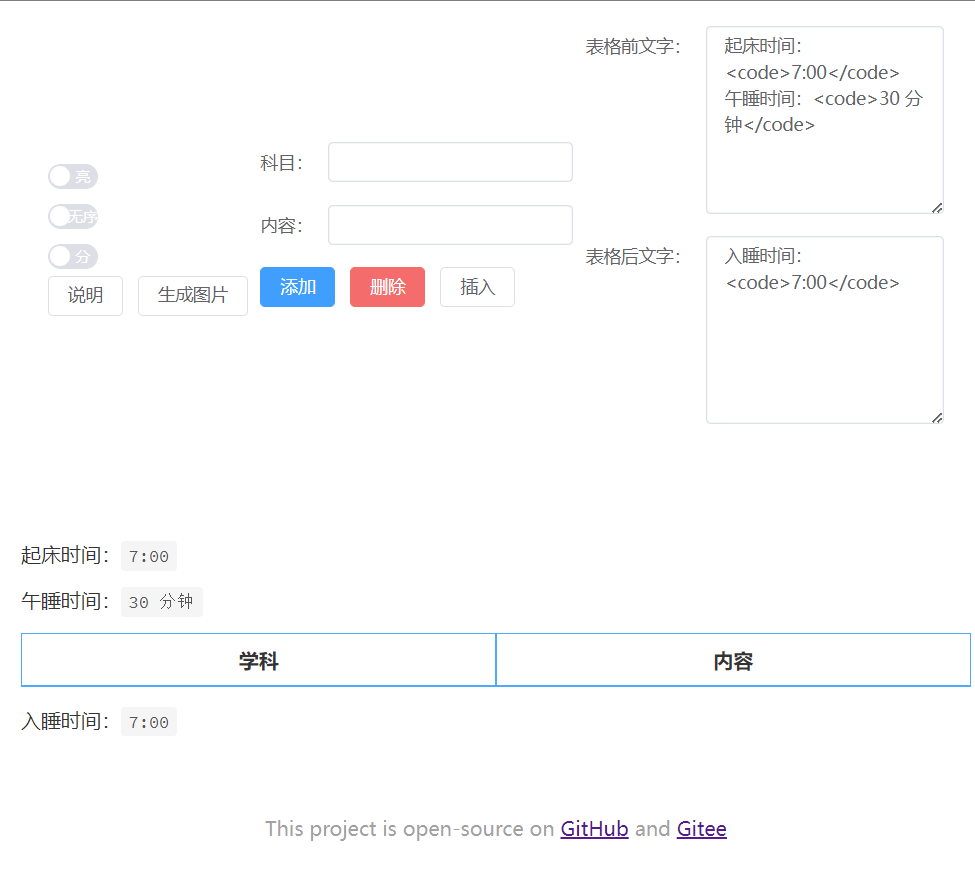 亮
无序
分
说明 生成图片
科目：
内容：
添加 删除 插入
表格前文字：
起床时间：
<code>7:00</code>
午睡时间：<code>30 分
钟</code>
表格后文字：
入睡时间：
<code>7:00</code>
起床时间： 7:00
午睡时间： 30 分钟
学科 内容
入睡时间： 7:00
This project is open-source on GitHub and Gitee